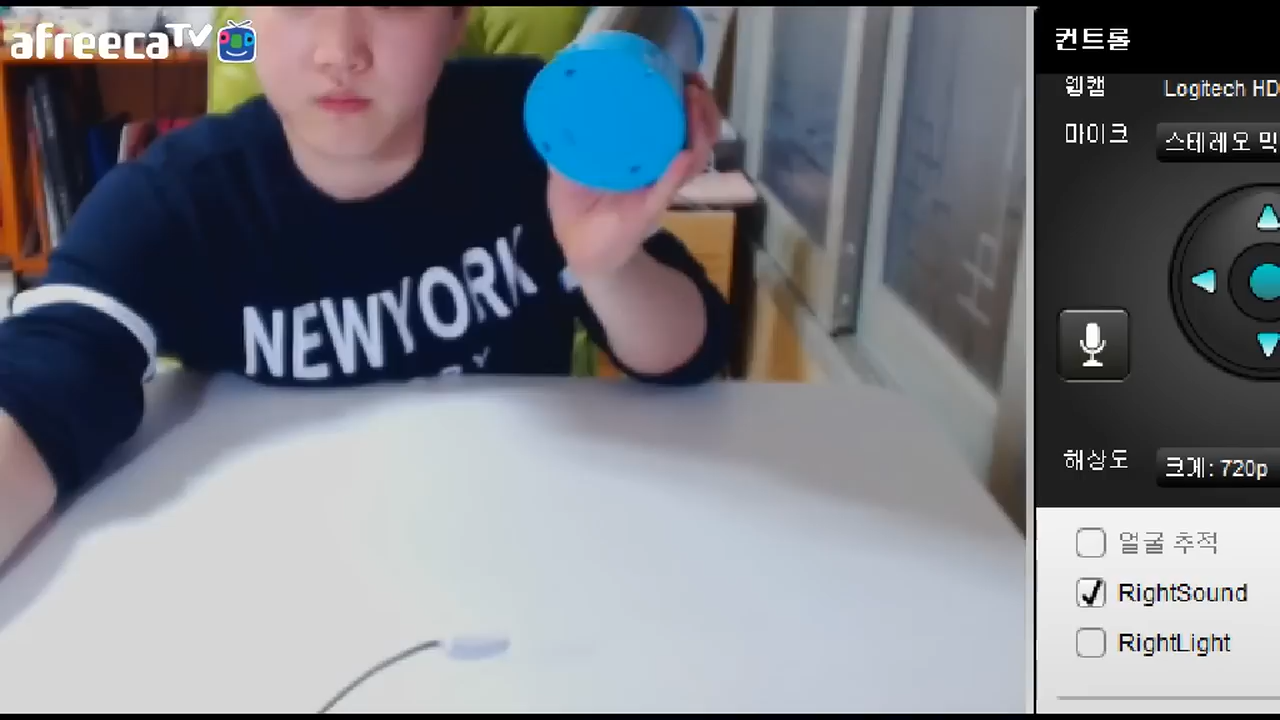 afreecaTV
컨트롤
웹캠 Logitech HD
마이크 스테레오 믹
NEWYORK
해상도 크게: 720p
얼굴 추적
RightSound
RightLight